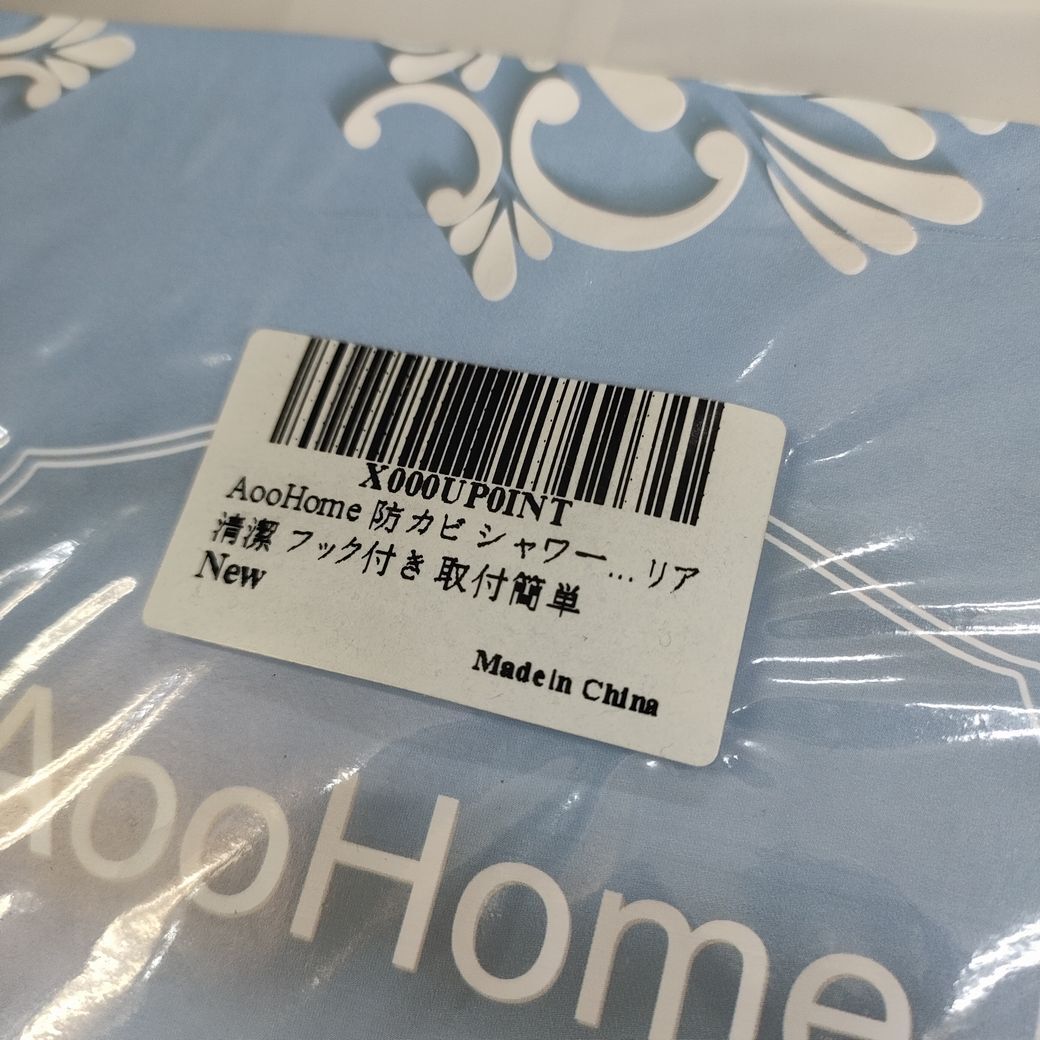 X000UP0INT
AooHome 防カビ シャワー... リア
清潔 フック付き 取付簡単
New
Made in China
AooHome